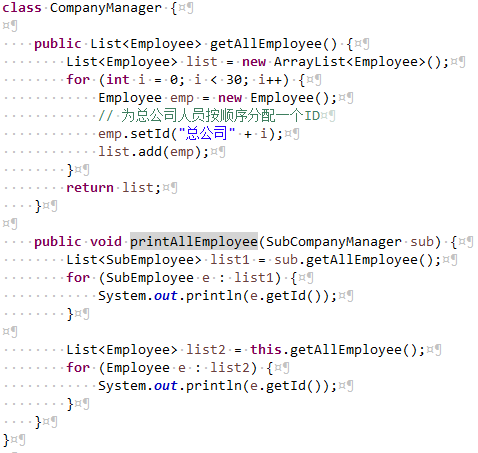 class CompanyManager {

    public List<Employee> getAllEmployee() {
        List<Employee> list = new ArrayList<Employee>();
        for (int i = 0; i < 30; i++) {
            Employee emp = new Employee();
            // 为总公司人员按顺序分配一个ID
            emp.setId("总公司" + i);
            list.add(emp);
        }
        return list;
    }

    public void printAllEmployee(SubCompanyManager sub) {
        List<SubEmployee> list1 = sub.getAllEmployee();
        for (SubEmployee e : list1) {
            System.out.println(e.getId());
        }

        List<Employee> list2 = this.getAllEmployee();
        for (Employee e : list2) {
            System.out.println(e.getId());
        }
    }
}